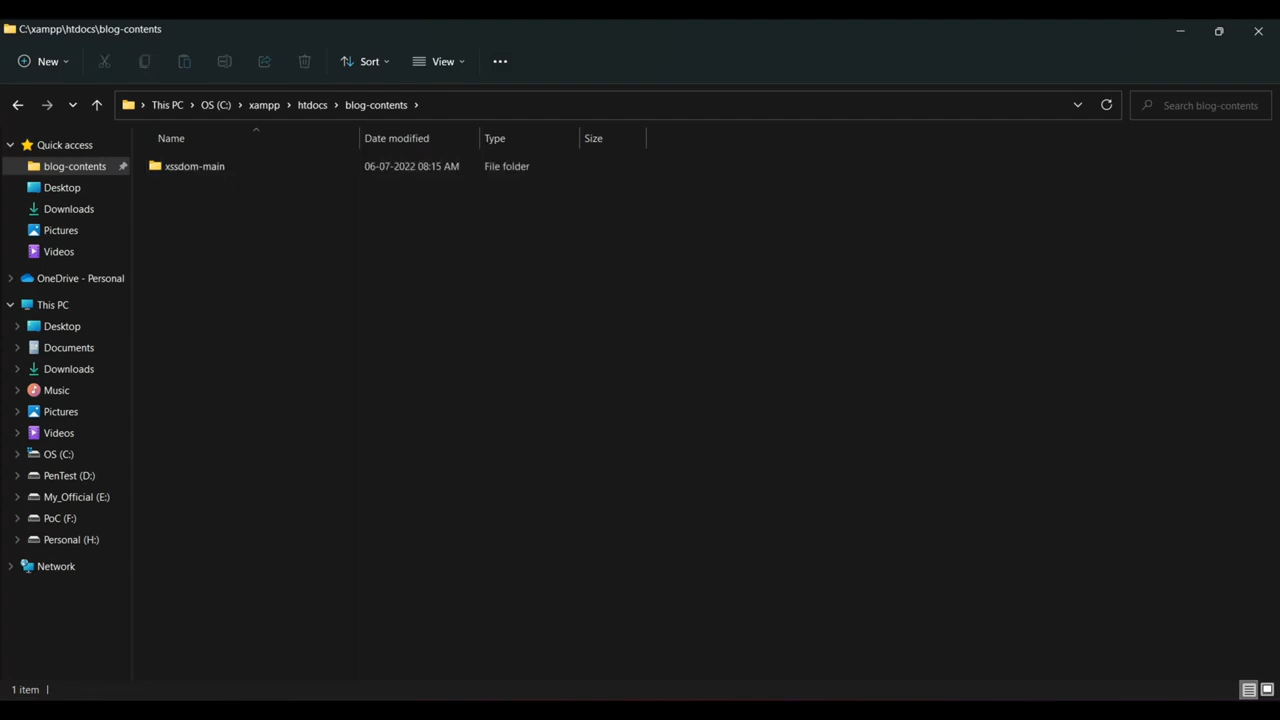 C:\xampp\htdocs\blog-contents
New
Sort
View
This PC > OS (C:) > xampp > htdocs > blog-contents >
Search blog-contents
Quick access
blog-contents
Desktop
Downloads
Pictures
Videos
OneDrive - Personal
This PC
Desktop
Documents
Downloads
Music
Pictures
Videos
OS (C:)
PenTest (D:)
My_Official (E:)
PoC (F:)
Personal (H:)
Network
Name Date modified Type Size
xssdom-main 06-07-2022 08:15 AM File folder
1 item